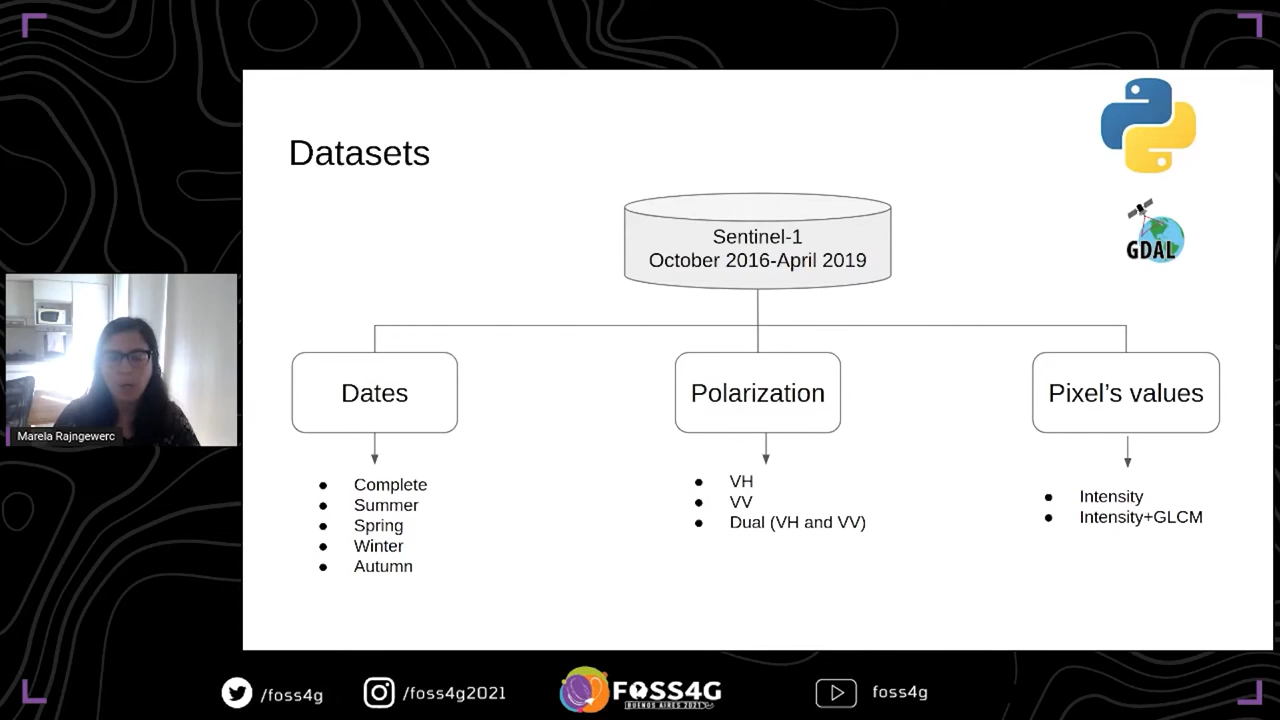 Datasets
GDAL
Sentinel-1
October 2016-April 2019
Dates
Polarization
Pixel's values
Complete
Summer
Spring
Winter
Autumn
VH
VV
Dual (VH and VV)
Intensity
Intensity+GLCM
Marela Rajngewerc
/foss4g
/foss4g2021
FOSS4G
BUENOS AIRES 2021
foss4g